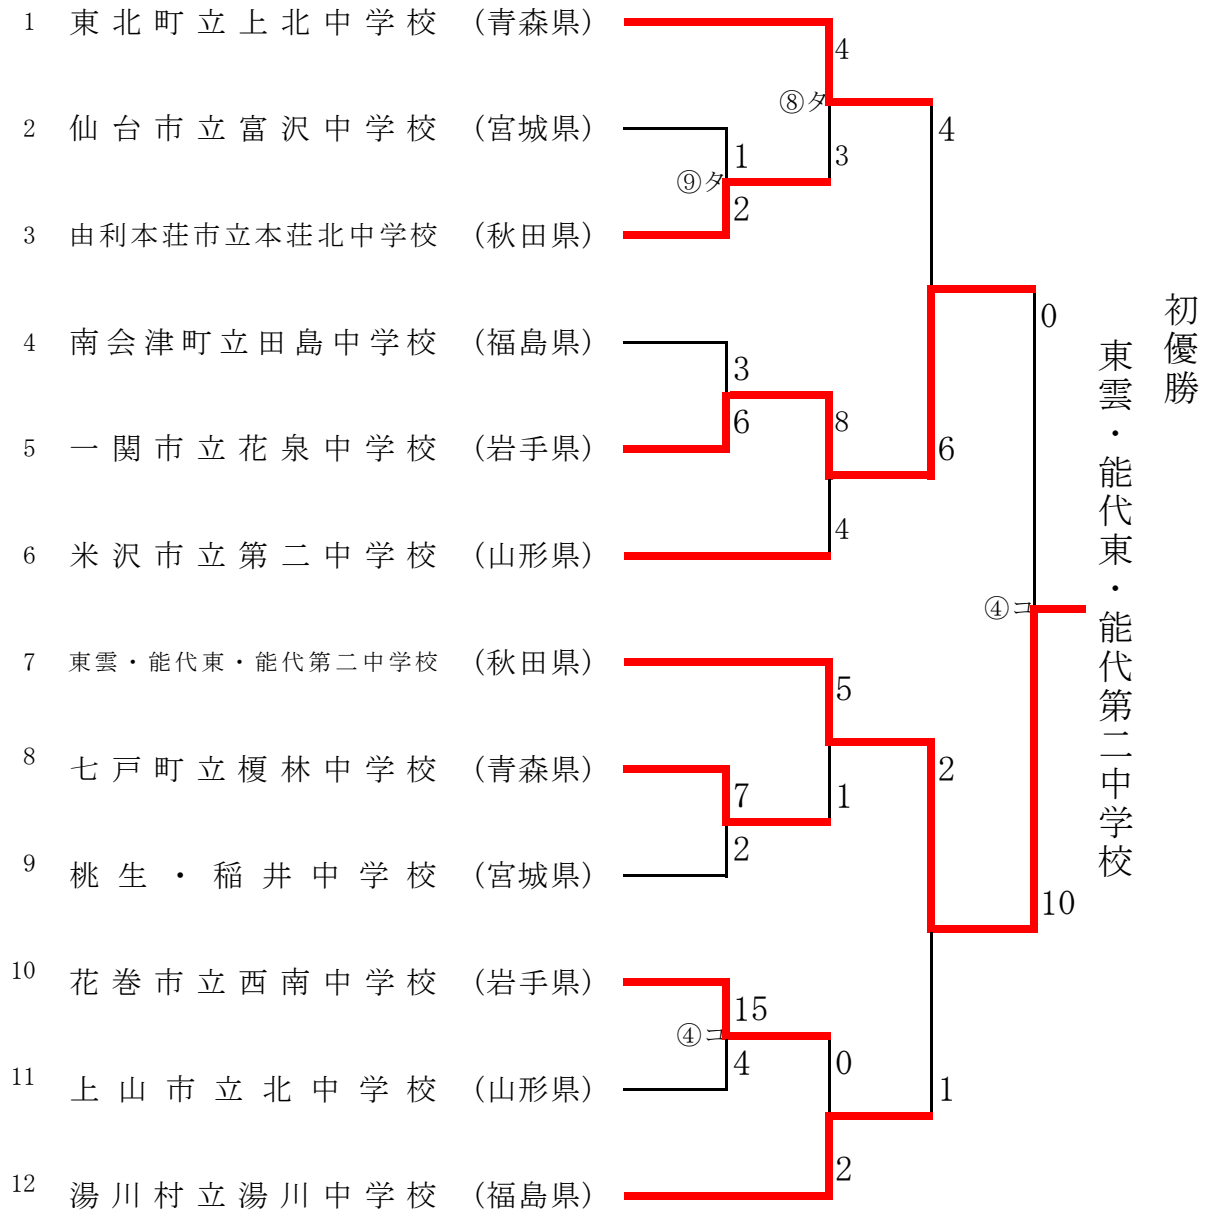 1 東北町立上北中学校 (青森県)
4
⑧タ
2 仙台市立富沢中学校 (宮城県)
4
1
3
⑨タ
2
3 由利本荘市立本荘北中学校 (秋田県)
0
4 南会津町立田島中学校 (福島県)
3
6
8
5 一関市立花泉中学校 (岩手県)
6
4
6 米沢市立第二中学校 (山形県)
④コ
7 東雲・能代東・能代第二中学校 (秋田県)
5
8 七戸町立榎林中学校 (青森県)
2
7
1
2
9 桃生・稲井中学校 (宮城県)
10
10 花巻市立西南中学校 (岩手県)
15
④コ
4
0
11 上山市立北中学校 (山形県)
1
2
12 湯川村立湯川中学校 (福島県)
初優勝
東雲・能代東・能代第二中学校